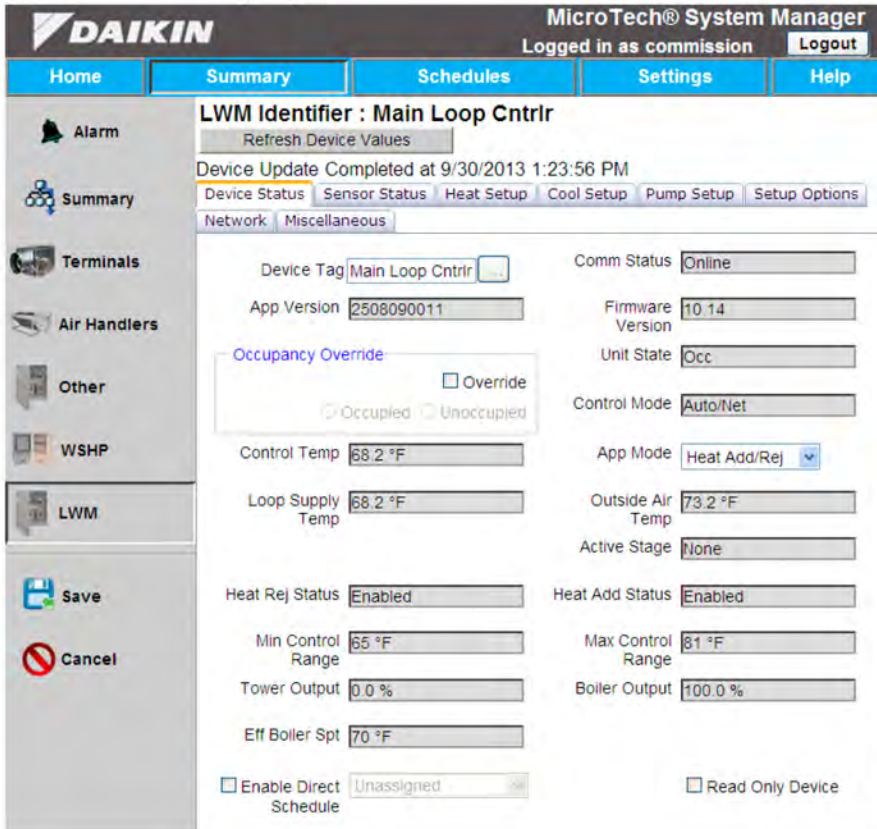 DAIKIN
MicroTech® System Manager
Logged in as commission Logout
Home Summary Schedules Settings Help
Alarm
Summary
Terminals
Air Handlers
Other
WSHP
LWM
Save
Cancel
LWM Identifier : Main Loop Cntrlr
Refresh Device Values
Device Update Completed at 9/30/2013 1:23:56 PM
Device Status Sensor Status Heat Setup Cool Setup Pump Setup Setup Options
Network Miscellaneous
Device Tag Main Loop Cntrlr ... Comm Status Online
App Version 2508090011 Firmware Version 10.14
Occupancy Override Unit State Occ
Override
Occupied Unoccupied Control Mode Auto/Net
Control Temp 68.2 °F App Mode Heat Add/Rej
Loop Supply Temp 68.2 °F Outside Air Temp 73.2 °F
Active Stage None
Heat Rej Status Enabled Heat Add Status Enabled
Min Control Range 65 °F Max Control Range 81 °F
Tower Output 0.0 % Boiler Output 100.0 %
Eff Boiler Spt 70 °F
Enable Direct Schedule Unassigned Read Only Device